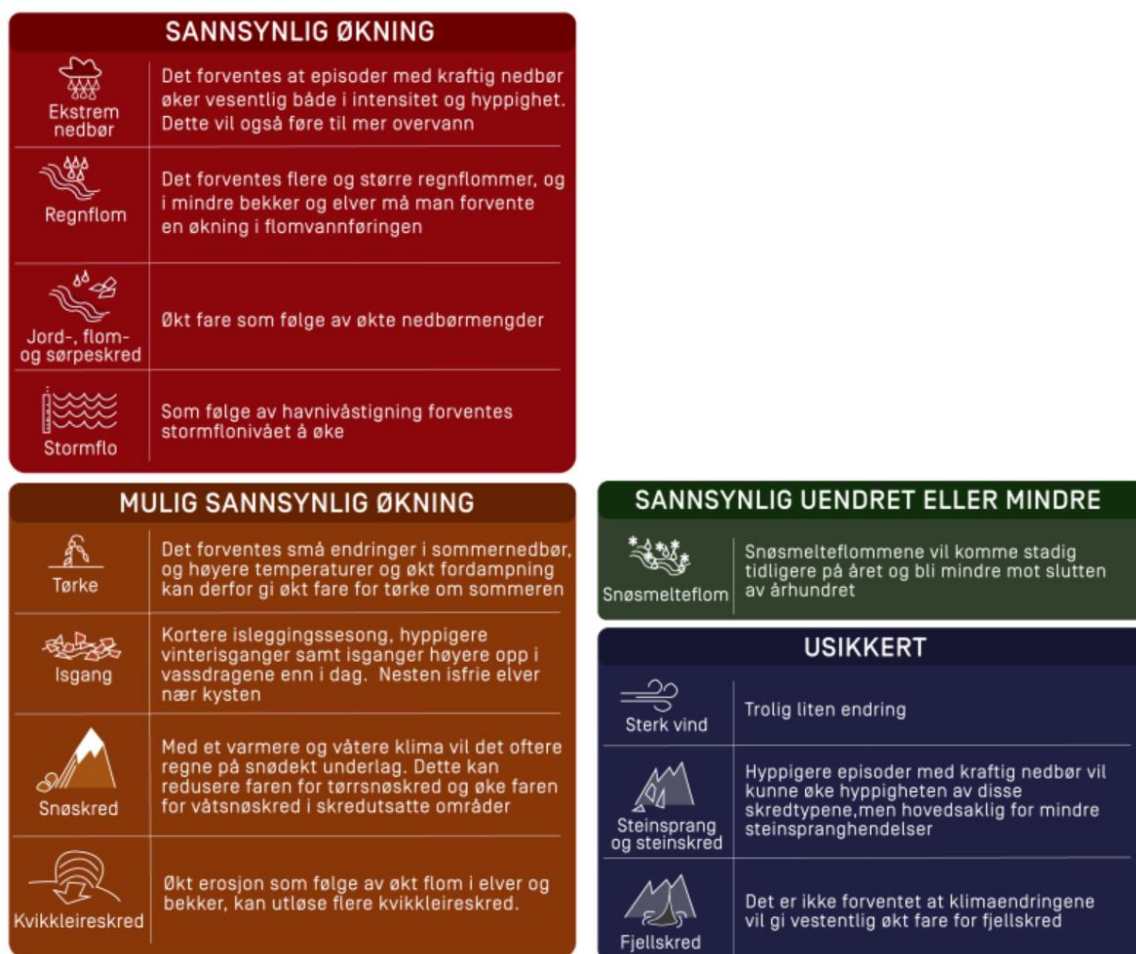 SANNSYNLIG ØKNING
Ekstrem
nedbør
Det forventes at episoder med kraftig nedbør
øker vesentlig både i intensitet og hyppighet.
Dette vil også føre til mer overvann
Regnflom
Det forventes flere og større regnflommer, og
i mindre bekker og elver må man forvente
en økning i flomvannføringen
Jord-, flom-
og sørpeskred
Økt fare som følge av økte nedbørmengder
Stormflo
Som følge av havnivåstigning forventes
stormflonivået å øke
MULIG SANNSYNLIG ØKNING
Tørke
Det forventes små endringer i sommernedbør,
og høyere temperaturer og økt fordampning
kan derfor gi økt fare for tørke om sommeren
Isgang
Kortere isleggingssesong, hyppigere
vinterisganger samt isganger høyere opp i
vassdragene enn i dag. Nesten isfrie elver
nær kysten
Snøskred
Med et varmere og våtere klima vil det oftere
regne på snødekt underlag. Dette kan
redusere faren for tørrsnøskred og øke faren
for våtsnøskred i skredutsatte områder
Kvikkleireskred
Økt erosjon som følge av økt flom i elver og
bekker, kan utløse flere kvikkleireskred.
SANNSYNLIG UENDRET ELLER MINDRE
Snøsmelteflom
Snøsmelteflommene vil komme stadig
tidligere på året og bli mindre mot slutten
av århundret
USIKKERT
Sterk vind
Trolig liten endring
Steinsprang
og steinskred
Hyppigere episoder med kraftig nedbør vil
kunne øke hyppigheten av disse
skredtypene,men hovedsaklig for mindre
steinspranghendelser
Fjellskred
Det er ikke forventet at klimaendringene
vil gi vestentlig økt fare for fjellskred